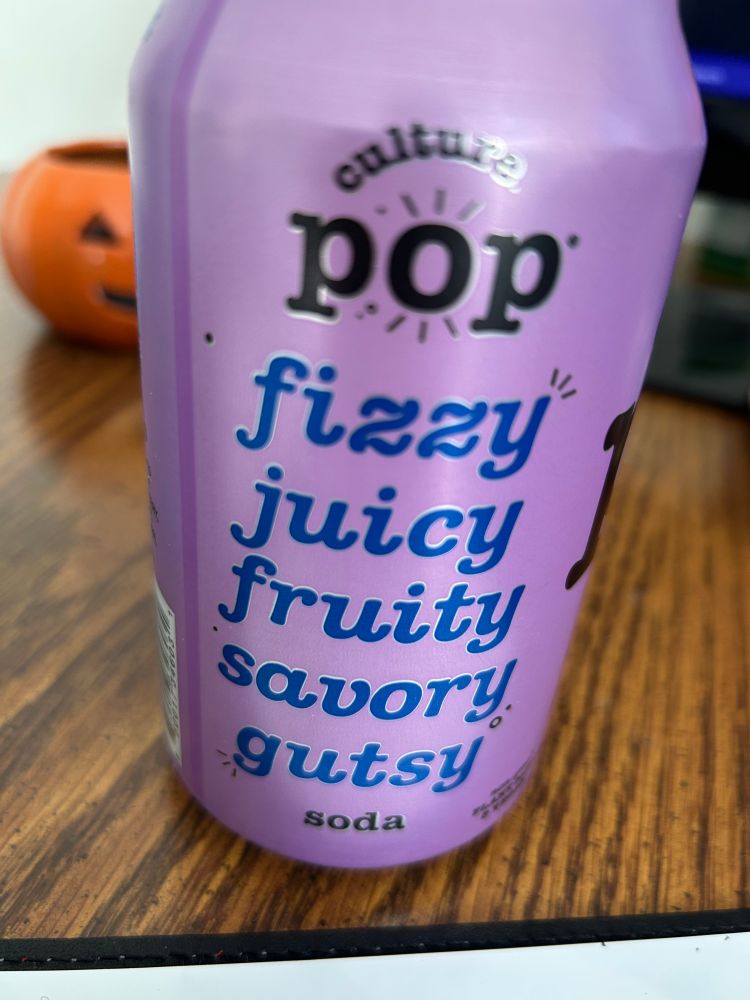 culture
pop
fizzy
juicy
fruity
savory
gutsy
soda